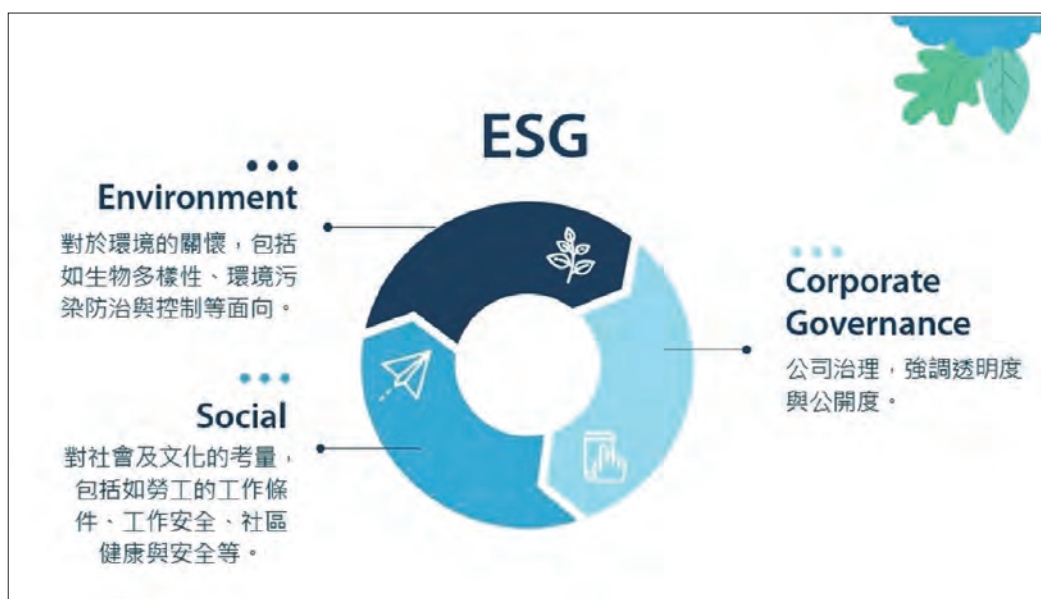 ESG
Environment
對於環境的關懷，包括
如生物多樣性、環境污
染防治與控制等面向。
Social
對社會及文化的考量，
包括如勞工的工作條
件、工作安全、社區
健康與安全等。
Corporate
Governance
公司治理，強調透明度
與公開度。